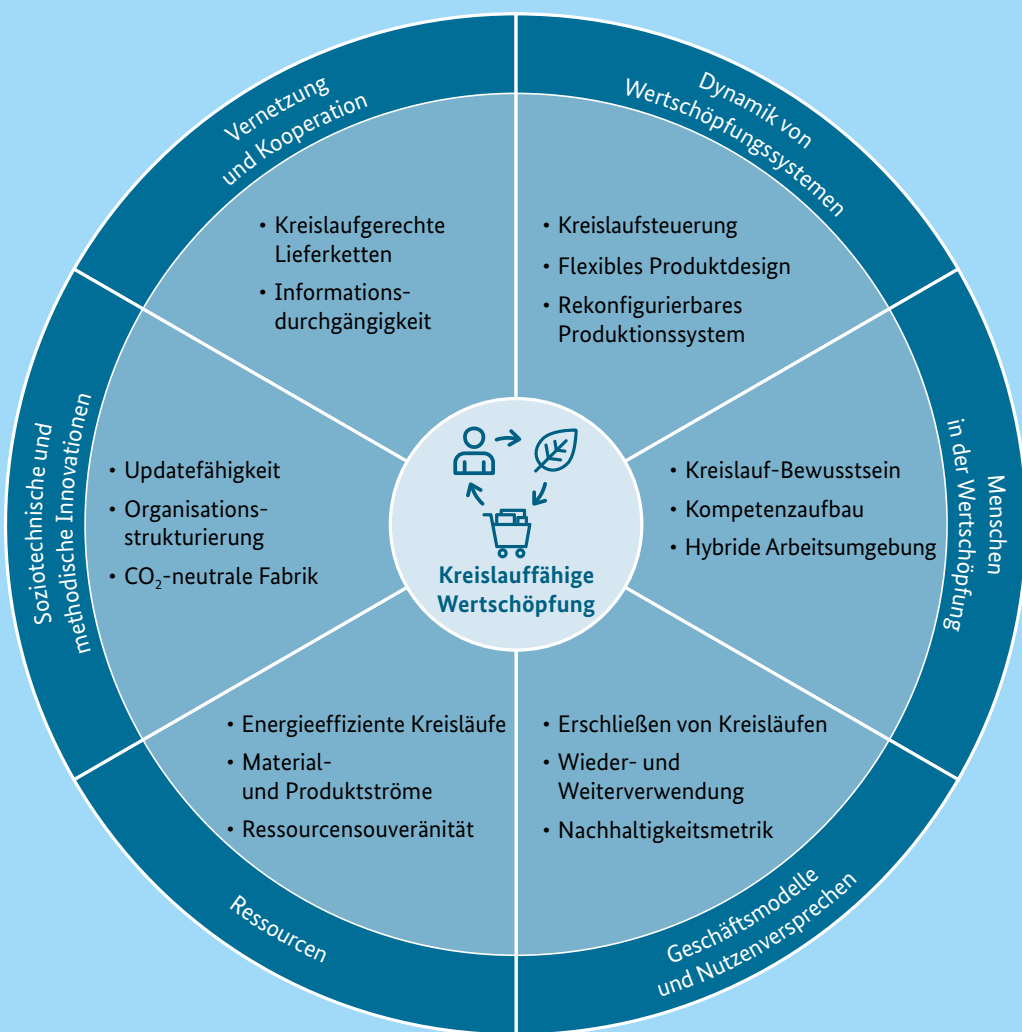 Vernetzung
und Kooperation
• Kreislaufgerechte
Lieferketten
• Informations-
durchgängigkeit
Dynamik von
Wertschöpfungssystemen
• Kreislaufsteuerung
• Flexibles Produktdesign
• Rekonfigurierbares
Produktionssystem
Menschen
in der Wertschöpfung
• Kreislauf-Bewusstsein
• Kompetenzaufbau
• Hybride Arbeitsumgebung
Geschäftsmodelle
und Nutzenversprechen
• Erschließen von Kreisläufen
• Wieder- und
Weiterverwendung
• Nachhaltigkeitsmetrik
Ressourcen
• Energieeffiziente Kreisläufe
• Material-
und Produktströme
• Ressourcensouveränität
Soziotechnische und
methodische Innovationen
• Updatefähigkeit
• Organisations-
strukturierung
• CO₂-neutrale Fabrik
Kreislauffähige
Wertschöpfung